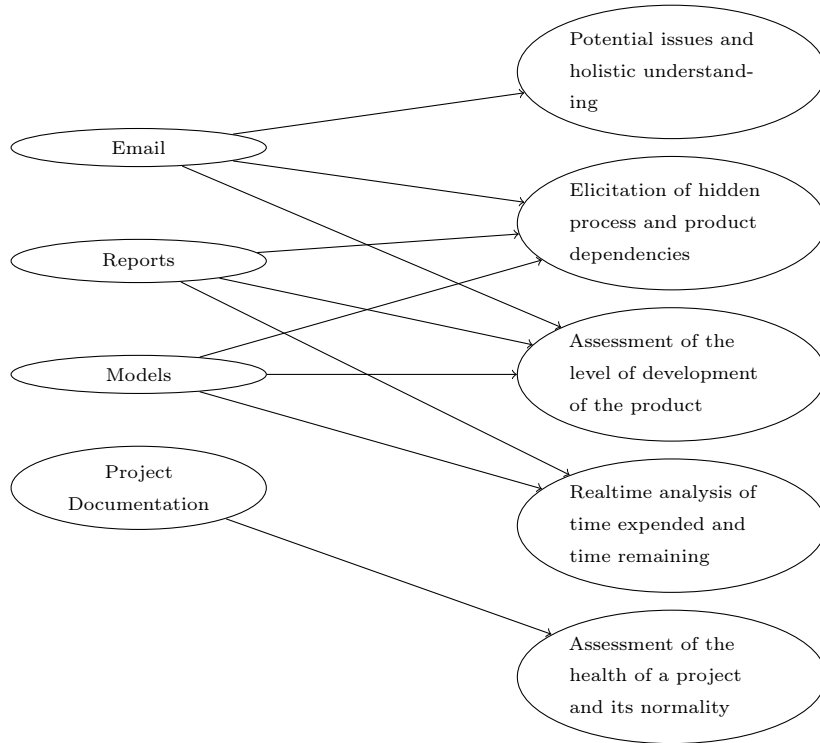 Potential issues and
holistic understand-
ing
Email
Elicitation of hidden
process and product
dependencies
Reports
Assessment of the
level of development
of the product
Models
Project
Documentation
Realtime analysis of
time expended and
time remaining
Assessment of the
health of a project
and its normality